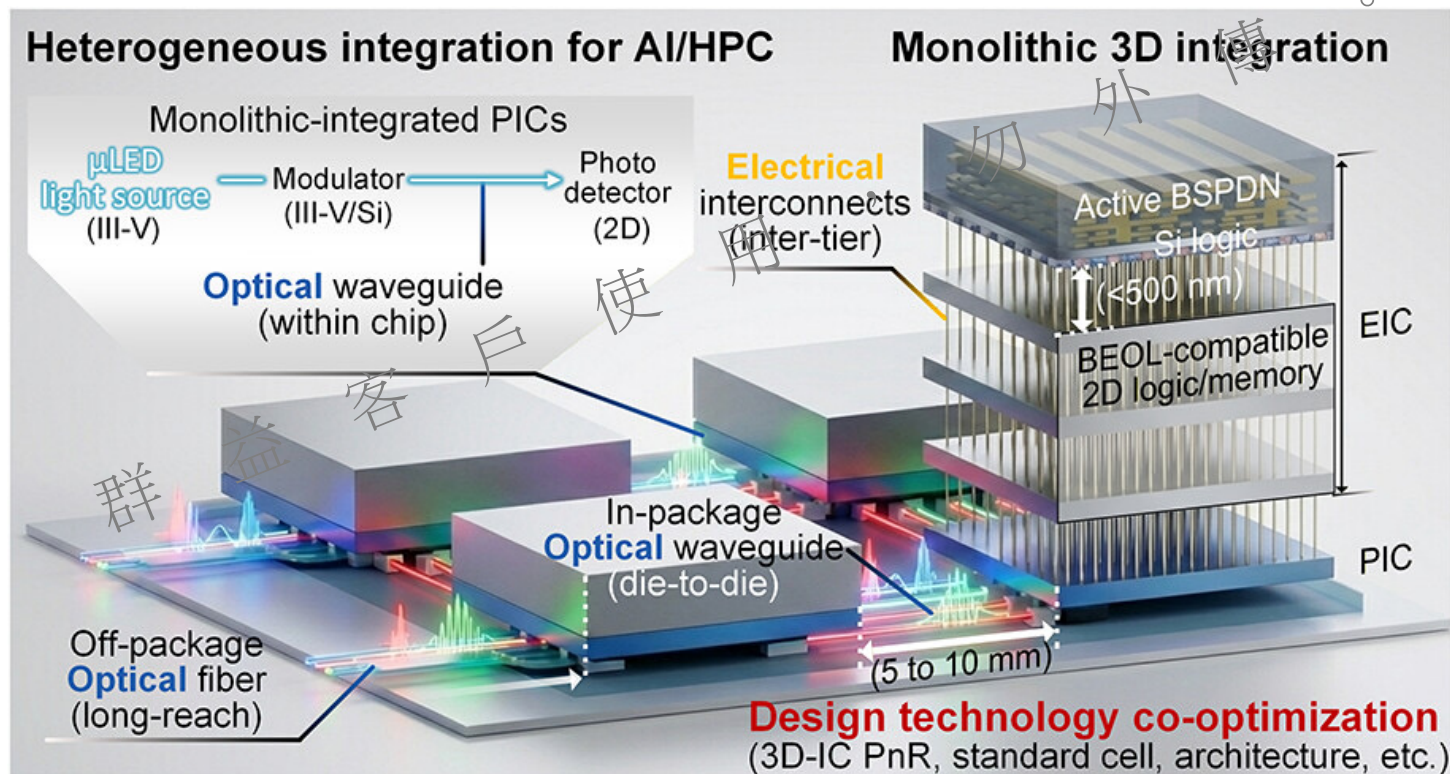 Heterogeneous integration for AI/HPC
Monolithic 3D integration
Monolithic-integrated PICs
μLED
light source
(III-V)
Modulator
(III-V/Si)
Photo
detector
(2D)
Optical waveguide
(within chip)
Electrical
interconnects
(inter-tier)
Active BSPDN
Si logic
(<500 nm)
BEOL-compatible
2D logic/memory
EIC
PIC
In-package
Optical waveguide
(die-to-die)
(5 to 10 mm)
Off-package
Optical fiber
(long-reach)
Design technology co-optimization
(3D-IC PnR, standard cell, architecture, etc.)
群益客戶使用，勿外傳。